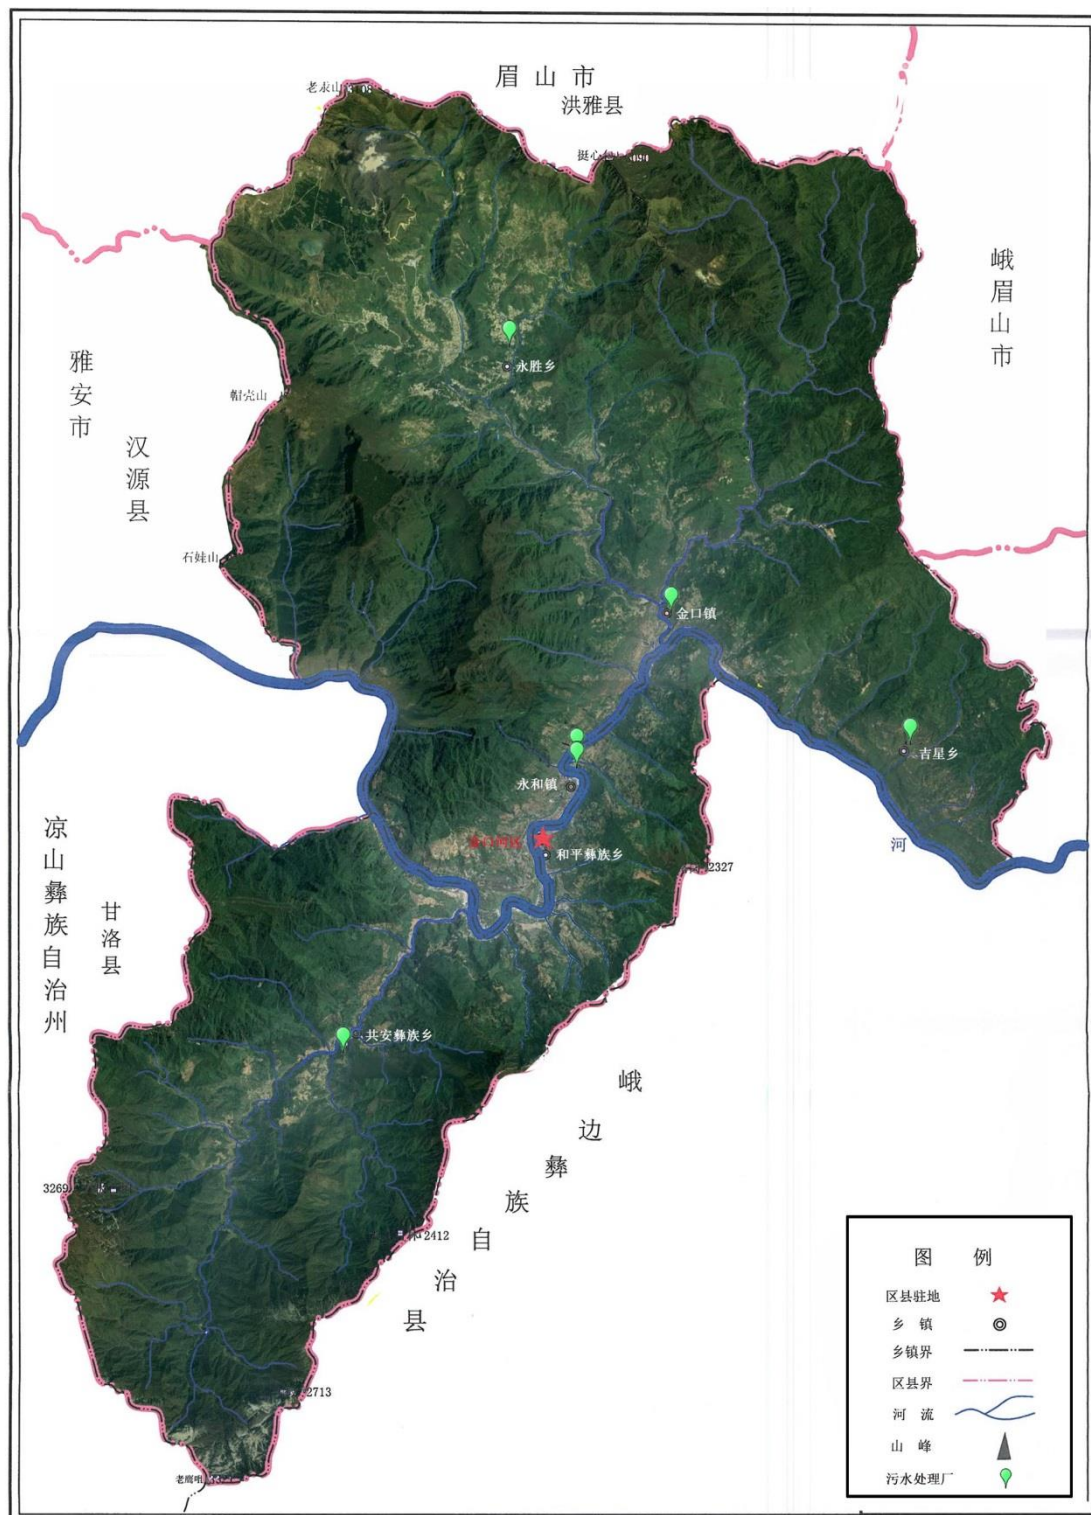 眉山市
洪雅县
老汞山
挺心
峨眉山市
雅安市
汉源县
永胜乡
帽壳山
石娃山
金口镇
吉星乡
永和镇
河
和平彝族乡
2327
凉山彝族自治州
甘洛县
共安彝族乡
峨边彝族自治县
3269
2412
2713
老鹰咀
图 例
区县驻地
乡 镇
乡镇界
区县界
河 流
山 峰
污水处理厂